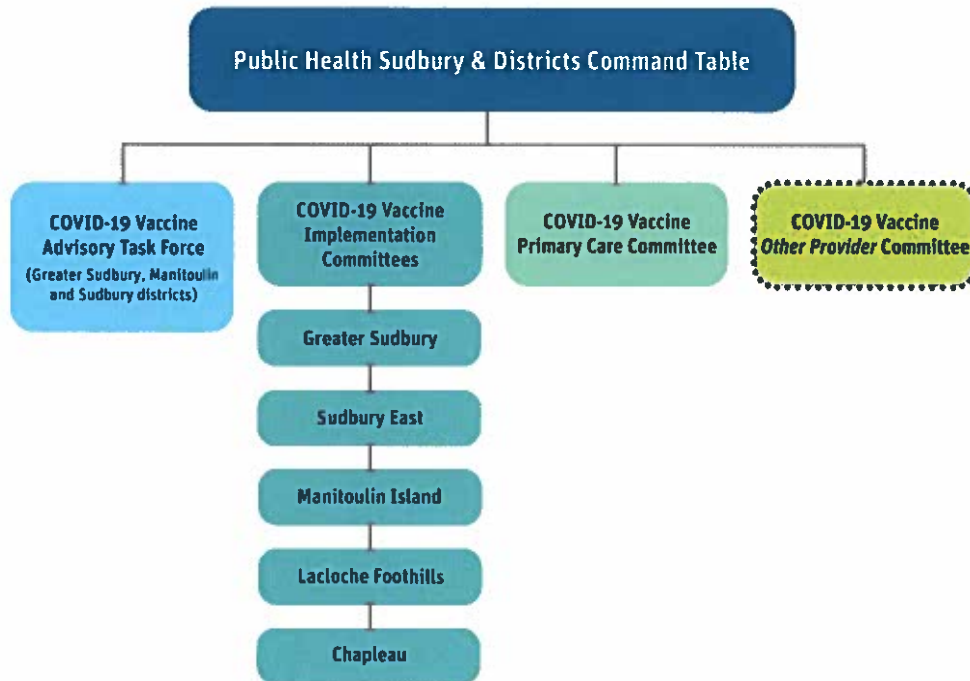 Public Health Sudbury & Districts Command Table
COVID-19 Vaccine
Advisory Task Force
(Greater Sudbury, Manitoulin
and Sudbury districts)
COVID-19 Vaccine
Implementation
Committees
Greater Sudbury
Sudbury East
Manitoulin Island
Lacloche Foothills
Chapleau
COVID-19 Vaccine
Primary Care Committee
COVID-19 Vaccine
Other Provider Committee